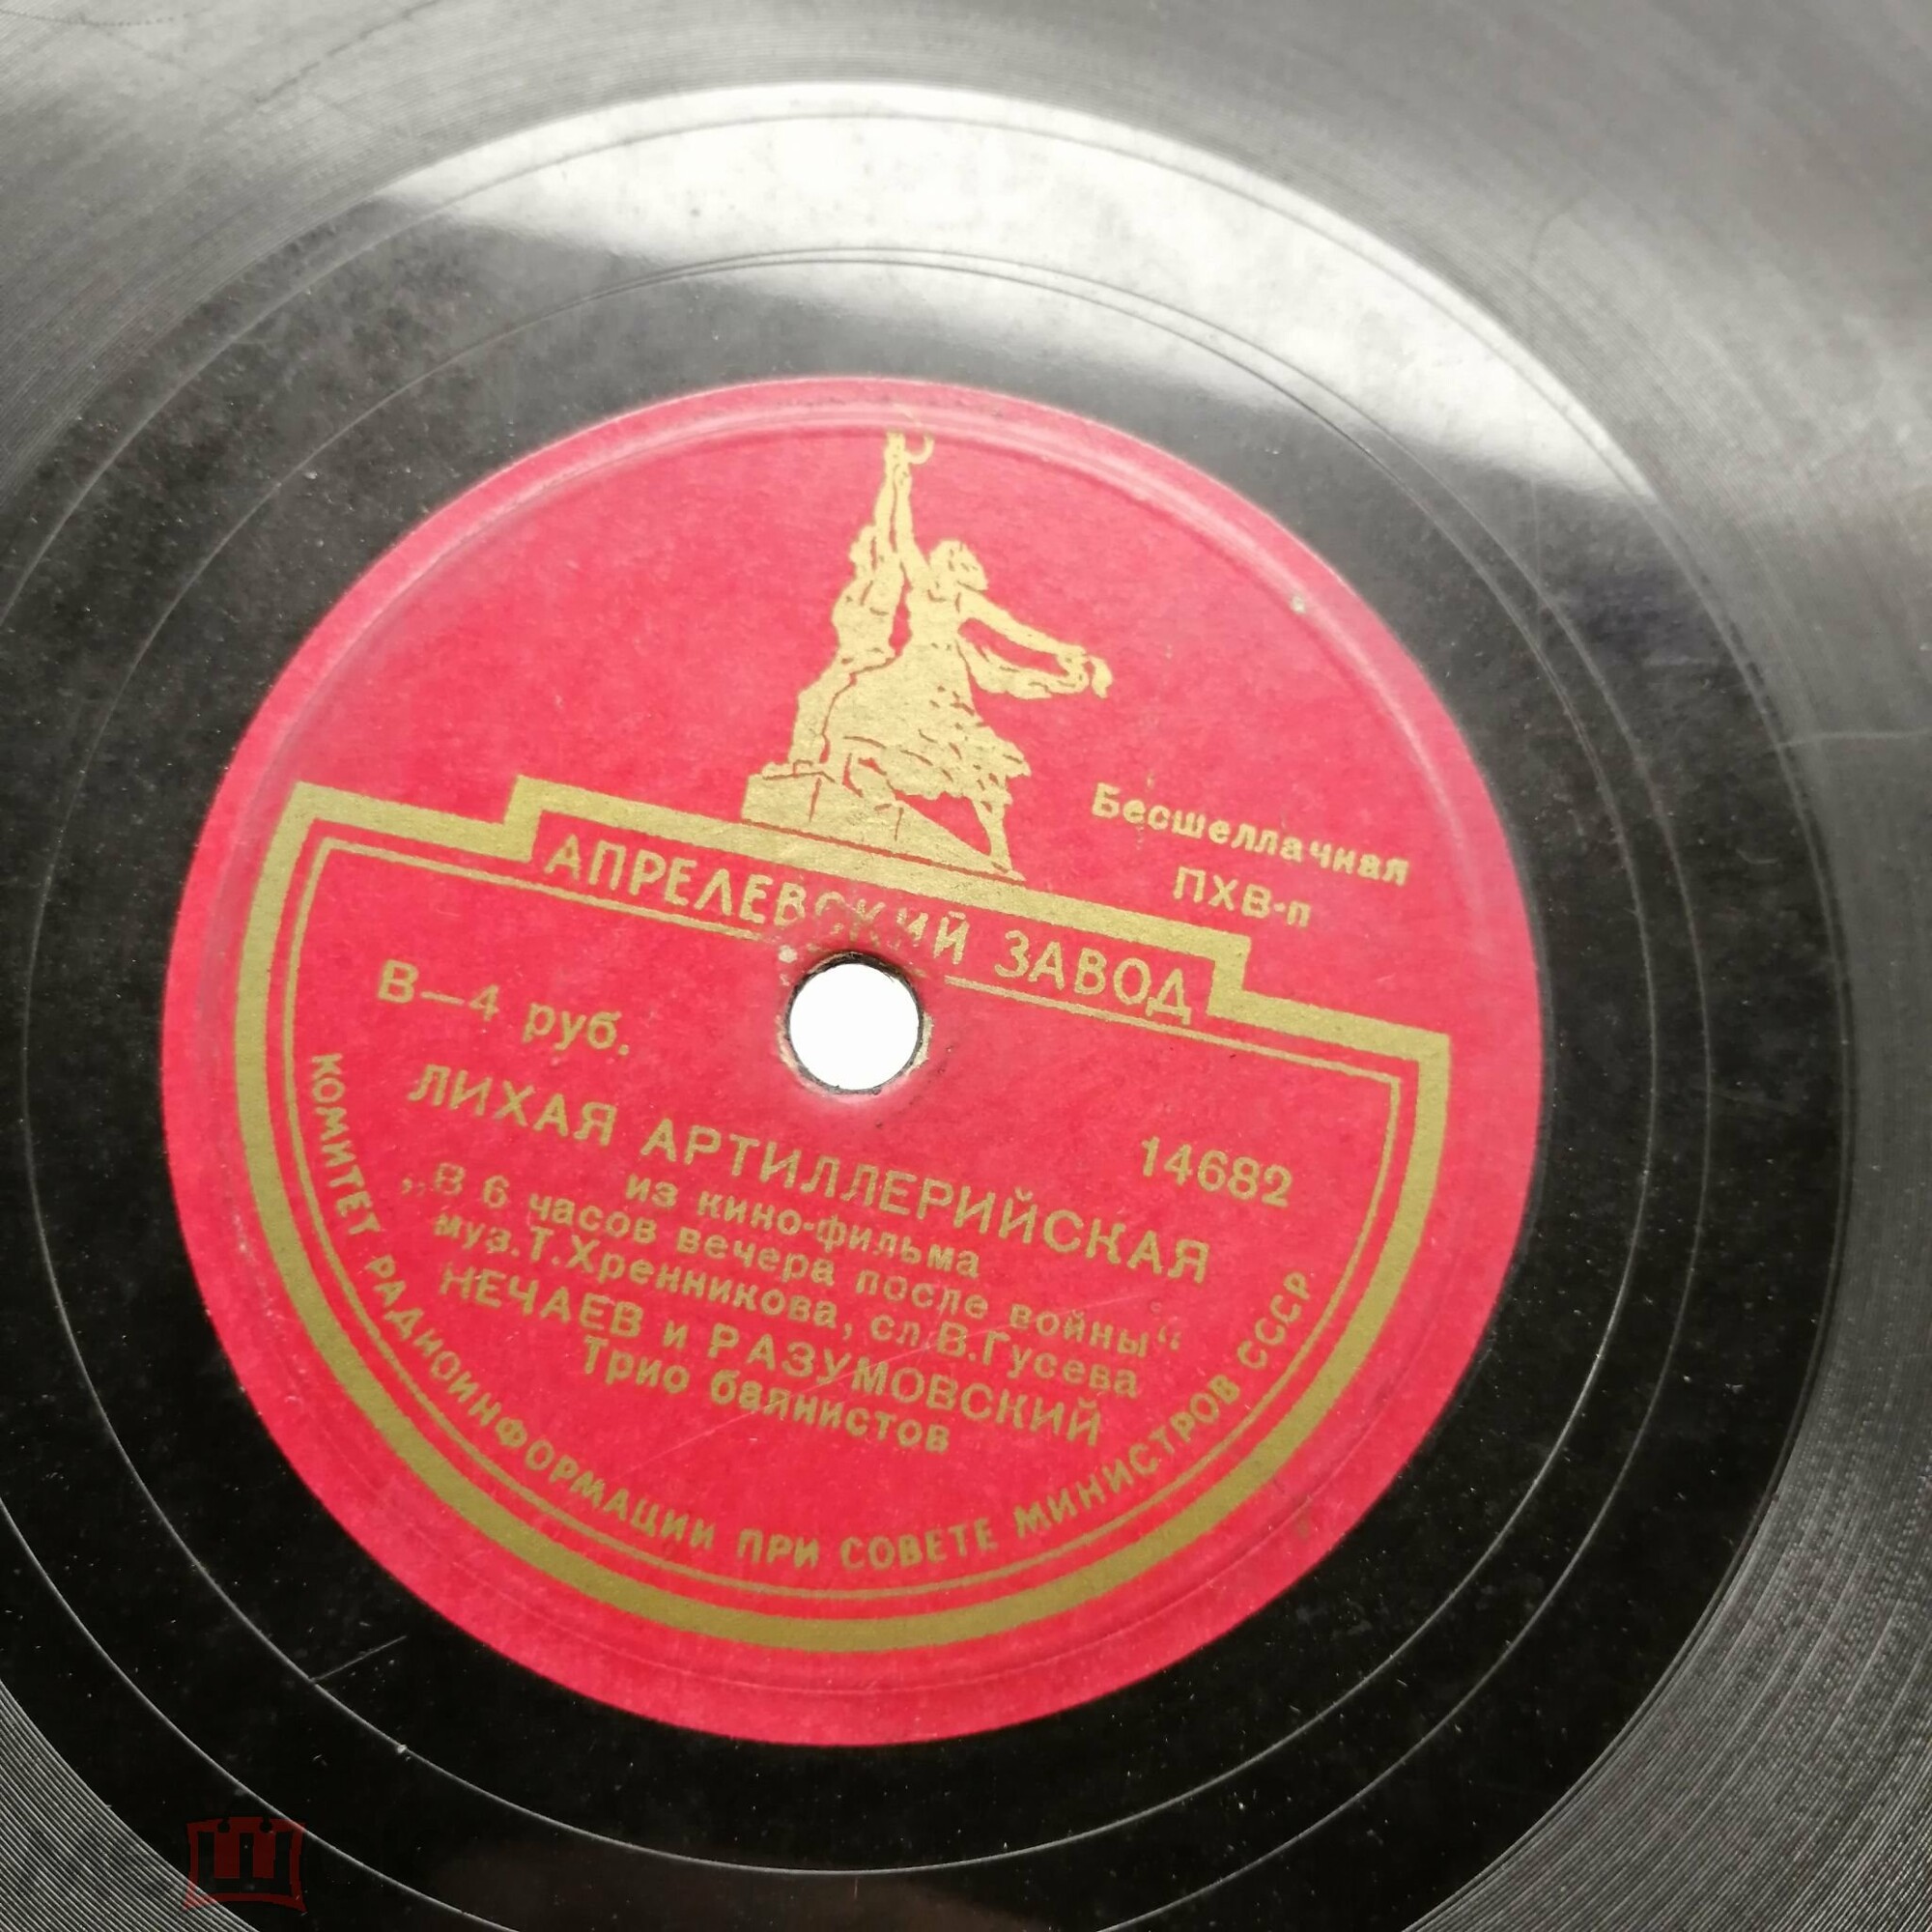 Бесшеллачная
ПХВ-п
АПРЕЛЕВСКИЙ ЗАВОД
В—4 руб.
14682
ЛИХАЯ АРТИЛЛЕРИЙСКАЯ
из кино-фильма
„В 6 часов вечера после войны“
муз.Т.Хренникова, сл.В.Гусева
НЕЧАЕВ и РАЗУМОВСКИЙ
Трио баянистов
КОМИТЕТ РАДИОИНФОРМАЦИИ ПРИ СОВЕТЕ МИНИСТРОВ СССР